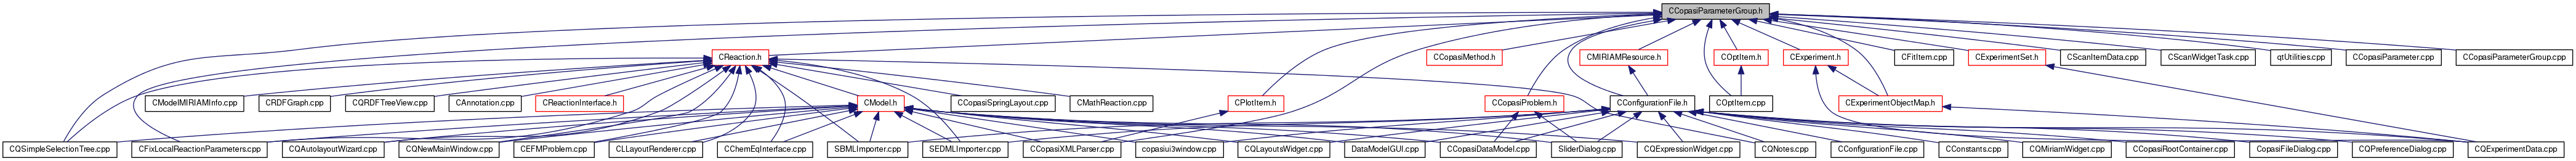 CCopasiParameterGroup.h
CReaction.h
CCopasiMethod.h
CMIRIAMResource.h
COptItem.h
CExperiment.h
CFitItem.cpp
CExperimentSet.h
CScanItemData.cpp
CScanWidgetTask.cpp
qtUtilities.cpp
CCopasiParameter.cpp
CCopasiParameterGroup.cpp
CModelMIRIAMInfo.cpp
CRDFGraph.cpp
CQRDFTreeView.cpp
CAnnotation.cpp
CReactionInterface.h
CModel.h
CCopasiSpringLayout.cpp
CMathReaction.cpp
CPlotItem.h
CCopasiProblem.h
CConfigurationFile.h
COptItem.cpp
CExperimentObjectMap.h
CQSimpleSelectionTree.cpp
CFixLocalReactionParameters.cpp
CQAutolayoutWizard.cpp
CQNewMainWindow.cpp
CEFMProblem.cpp
CLLayoutRenderer.cpp
CChemEqInterface.cpp
SBMLImporter.cpp
SEDMLImporter.cpp
CCopasiXMLParser.cpp
copasiui3window.cpp
CQLayoutsWidget.cpp
DataModelGUI.cpp
CCopasiDataModel.cpp
SliderDialog.cpp
CQExpressionWidget.cpp
CQNotes.cpp
CConfigurationFile.cpp
CConstants.cpp
CQMiriamWidget.cpp
CCopasiRootContainer.cpp
CopasiFileDialog.cpp
CQPreferenceDialog.cpp
CQExperimentData.cpp